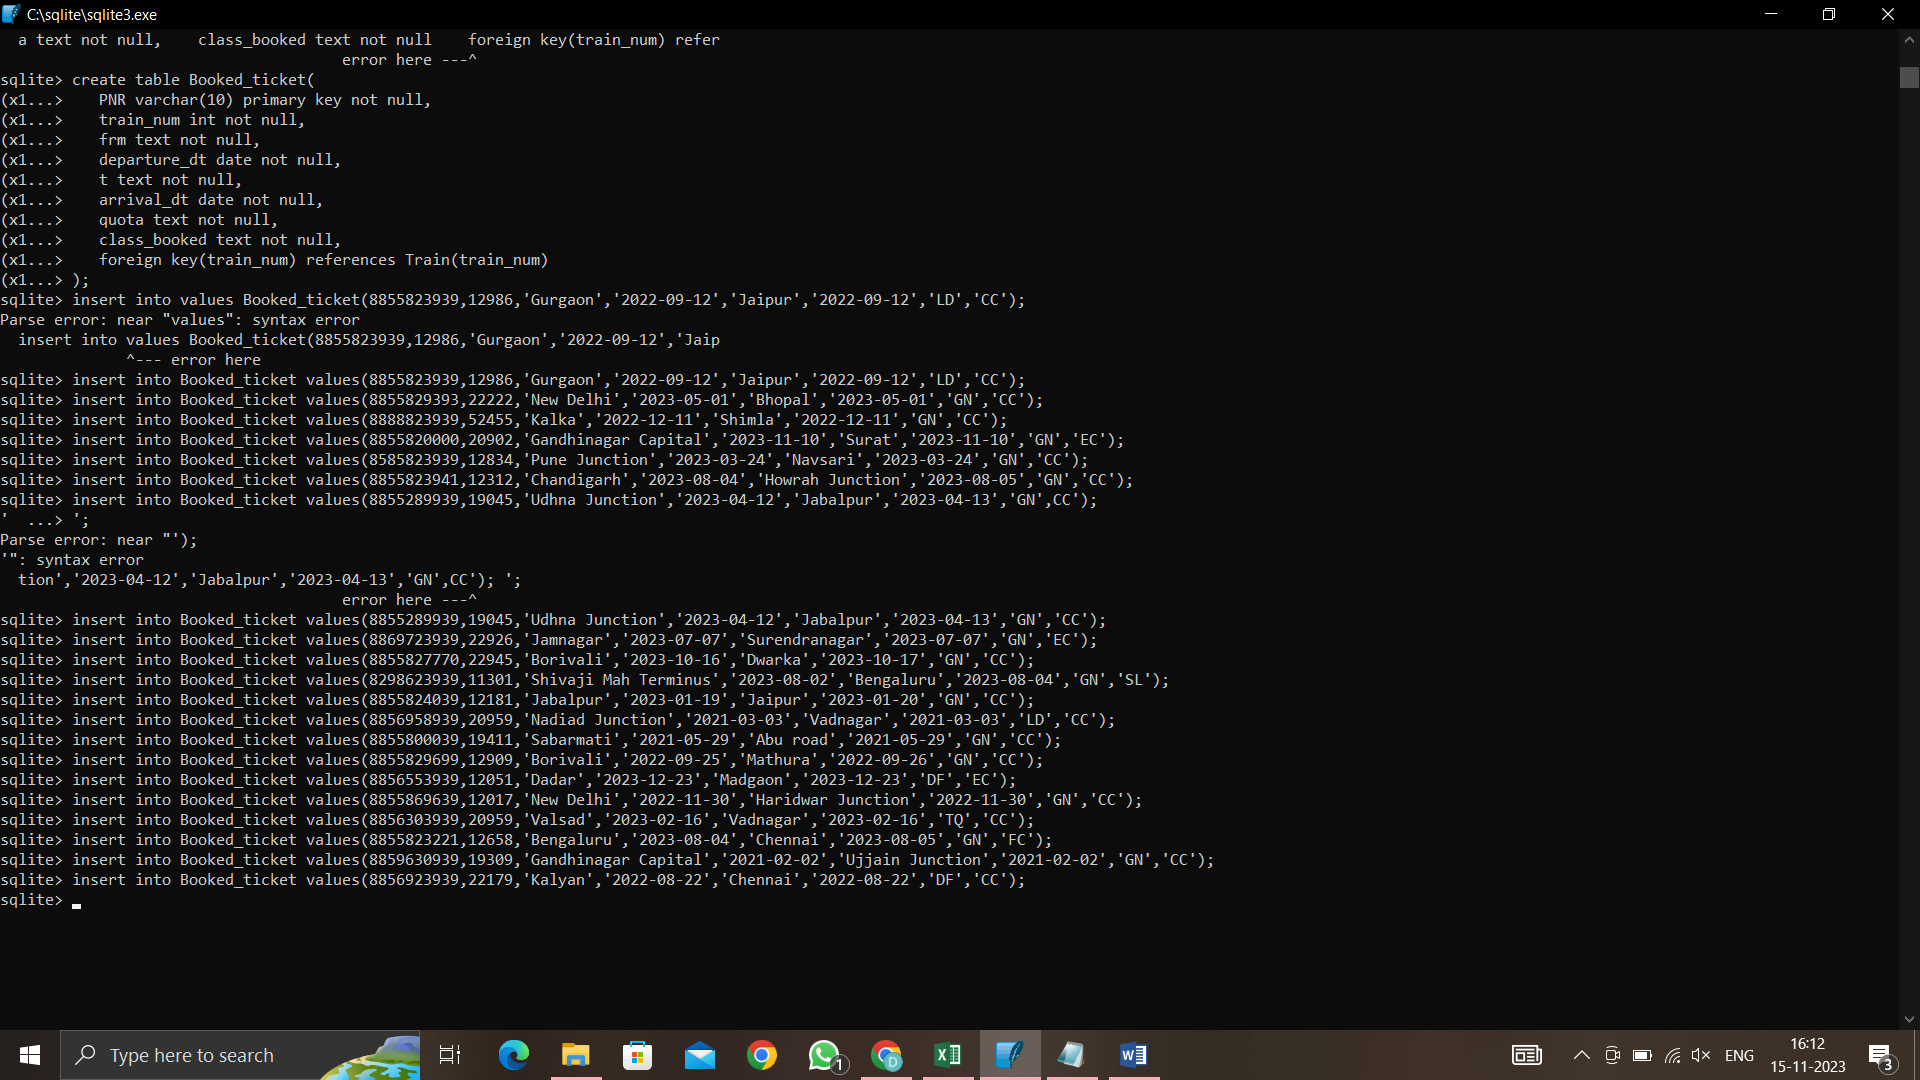 C:\sqlite\sqlite3.exe
a text not null,    class_booked text not null    foreign key(train_num) refer
error here ---^
sqlite> create table Booked_ticket(
(x1...>    PNR varchar(10) primary key not null,
(x1...>    train_num int not null,
(x1...>    frm text not null,
(x1...>    departure_dt date not null,
(x1...>    t text not null,
(x1...>    arrival_dt date not null,
(x1...>    quota text not null,
(x1...>    class_booked text not null,
(x1...>    foreign key(train_num) references Train(train_num)
(x1...> );
sqlite> insert into values Booked_ticket(8855823939,12986,'Gurgaon','2022-09-12','Jaipur','2022-09-12','LD','CC');
Parse error: near "values": syntax error
insert into values Booked_ticket(8855823939,12986,'Gurgaon','2022-09-12','Jaip
^--- error here
sqlite> insert into Booked_ticket values(8855823939,12986,'Gurgaon','2022-09-12','Jaipur','2022-09-12','LD','CC');
sqlite> insert into Booked_ticket values(8855829393,22222,'New Delhi','2023-05-01','Bhopal','2023-05-01','GN','CC');
sqlite> insert into Booked_ticket values(8888823939,52455,'Kalka','2022-12-11','Shimla','2022-12-11','GN','CC');
sqlite> insert into Booked_ticket values(8855820000,20902,'Gandhinagar Capital','2023-11-10','Surat','2023-11-10','GN','EC');
sqlite> insert into Booked_ticket values(8585823939,12834,'Pune Junction','2023-03-24','Navsari','2023-03-24','GN','CC');
sqlite> insert into Booked_ticket values(8855823941,12312,'Chandigarh','2023-08-04','Howrah Junction','2023-08-05','GN','CC');
sqlite> insert into Booked_ticket values(8855289939,19045,'Udhna Junction','2023-04-12','Jabalpur','2023-04-13','GN',CC');
'  ...> ';
Parse error: near "');
'": syntax error
tion','2023-04-12','Jabalpur','2023-04-13','GN',CC'); ';
error here ---^
sqlite> insert into Booked_ticket values(8855289939,19045,'Udhna Junction','2023-04-12','Jabalpur','2023-04-13','GN','CC');
sqlite> insert into Booked_ticket values(8869723939,22926,'Jamnagar','2023-07-07','Surendranagar','2023-07-07','GN','EC');
sqlite> insert into Booked_ticket values(8855827770,22945,'Borivali','2023-10-16','Dwarka','2023-10-17','GN','CC');
sqlite> insert into Booked_ticket values(8298623939,11301,'Shivaji Mah Terminus','2023-08-02','Bengaluru','2023-08-04','GN','SL');
sqlite> insert into Booked_ticket values(8855824039,12181,'Jabalpur','2023-01-19','Jaipur','2023-01-20','GN','CC');
sqlite> insert into Booked_ticket values(8856958939,20959,'Nadiad Junction','2021-03-03','Vadnagar','2021-03-03','LD','CC');
sqlite> insert into Booked_ticket values(8855800039,19411,'Sabarmati','2021-05-29','Abu road','2021-05-29','GN','CC');
sqlite> insert into Booked_ticket values(8855829699,12909,'Borivali','2022-09-25','Mathura','2022-09-26','GN','CC');
sqlite> insert into Booked_ticket values(8856553939,12051,'Dadar','2023-12-23','Madgaon','2023-12-23','DF','EC');
sqlite> insert into Booked_ticket values(8855869639,12017,'New Delhi','2022-11-30','Haridwar Junction','2022-11-30','GN','CC');
sqlite> insert into Booked_ticket values(8856303939,20959,'Valsad','2023-02-16','Vadnagar','2023-02-16','TQ','CC');
sqlite> insert into Booked_ticket values(8855823221,12658,'Bengaluru','2023-08-04','Chennai','2023-08-05','GN','FC');
sqlite> insert into Booked_ticket values(8859630939,19309,'Gandhinagar Capital','2021-02-02','Ujjain Junction','2021-02-02','GN','CC');
sqlite> insert into Booked_ticket values(8856923939,22179,'Kalyan','2022-08-22','Chennai','2022-08-22','DF','CC');
sqlite>
Type here to search
1
D
ENG
16:12
15-11-2023
3